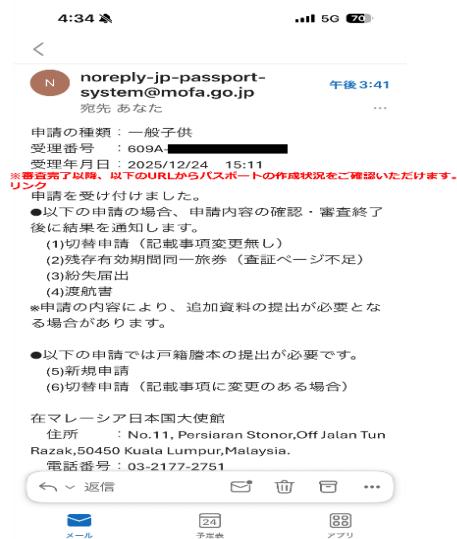 4:34
5G 70
N
noreply-jp-passport-
system@mofa.go.jp
午後 3:41
宛先 あなた
申請の種類：一般子供
受理番号 ：609A-
受理年月日：2025/12/24 15:11
※審査完了以降、以下のURLからパスポートの作成状況をご確認いただけます。
リンク
申請を受け付けました。
●以下の申請の場合、申請内容の確認・審査終了
後に結果を通知します。
(1)切替申請（記載事項変更無し）
(2)残存有効期間同一旅券（査証ページ不足）
(3)紛失届出
(4)渡航書
※申請の内容により、追加資料の提出が必要とな
る場合があります。
●以下の申請では戸籍謄本の提出が必要です。
(5)新規申請
(6)切替申請（記載事項に変更のある場合）
在マレーシア日本国大使館
住所 ：No.11, Persiaran Stonor,Off Jalan Tun
Razak,50450 Kuala Lumpur,Malaysia.
電話番号：03-2177-2751
返信
24
メール 予定表 アプリ